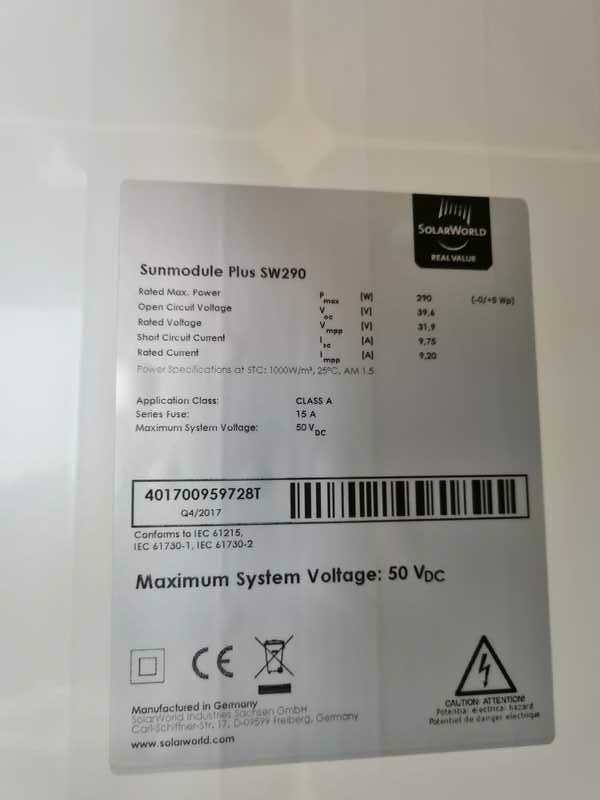 SOLARWORLD
REAL VALUE
Sunmodule Plus SW290
Rated Max. Power P max [W] 290 (-0/+5 Wp)
Open Circuit Voltage V oc [V] 39,6
Rated Voltage V mpp [V] 31,9
Short Circuit Current I sc [A] 9,75
Rated Current I mpp [A] 9,20
Power Specifications at STC: 1000W/m², 25°C, AM 1.5
Application Class: CLASS A
Series Fuse: 15 A
Maximum System Voltage: 50 V DC
401700959728T
Q4/2017
Conforms to IEC 61215,
IEC 61730-1, IEC 61730-2
Maximum System Voltage: 50 VDC
CE
CAUTION: ATTENTION!
Potential electrical hazard
Potentiel de danger électrique
Manufactured in Germany
SolarWorld Industries Sachsen GmbH
Carl-Schiffner-Str. 17, D-09599 Freiberg, Germany
www.solarworld.com